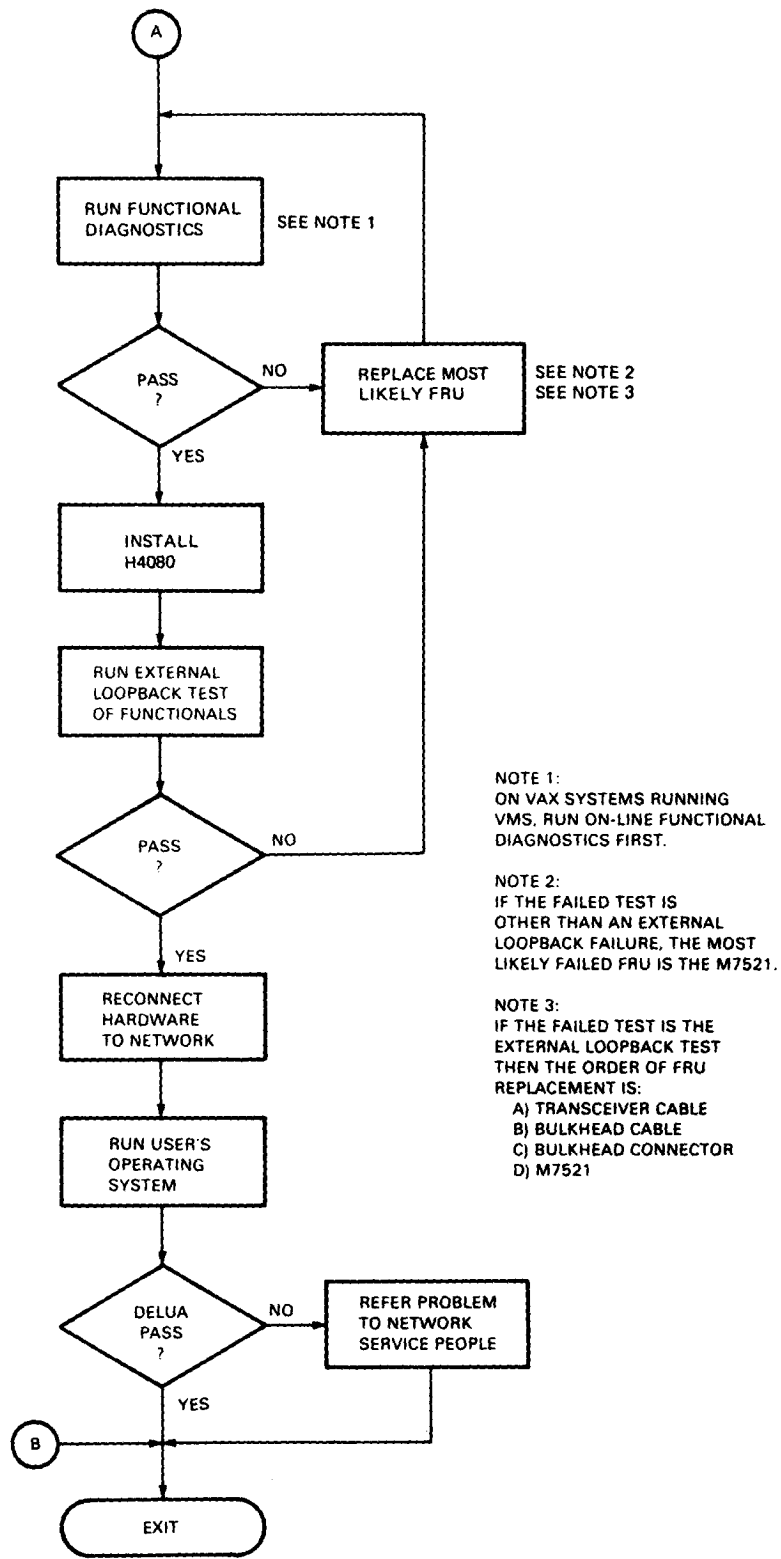 A
RUN FUNCTIONAL
DIAGNOSTICS
SEE NOTE 1
PASS
?
NO
REPLACE MOST
LIKELY FRU
SEE NOTE 2
SEE NOTE 3
YES
INSTALL
H4080
RUN EXTERNAL
LOOPBACK TEST
OF FUNCTIONALS
PASS
?
NO
YES
RECONNECT
HARDWARE
TO NETWORK
RUN USER'S
OPERATING
SYSTEM
DELUA
PASS
?
NO
REFER PROBLEM
TO NETWORK
SERVICE PEOPLE
YES
B
EXIT
NOTE 1:
ON VAX SYSTEMS RUNNING
VMS, RUN ON-LINE FUNCTIONAL
DIAGNOSTICS FIRST.
NOTE 2:
IF THE FAILED TEST IS
OTHER THAN AN EXTERNAL
LOOPBACK FAILURE, THE MOST
LIKELY FAILED FRU IS THE M7521.
NOTE 3:
IF THE FAILED TEST IS THE
EXTERNAL LOOPBACK TEST
THEN THE ORDER OF FRU
REPLACEMENT IS:
A) TRANSCEIVER CABLE
B) BULKHEAD CABLE
C) BULKHEAD CONNECTOR
D) M7521